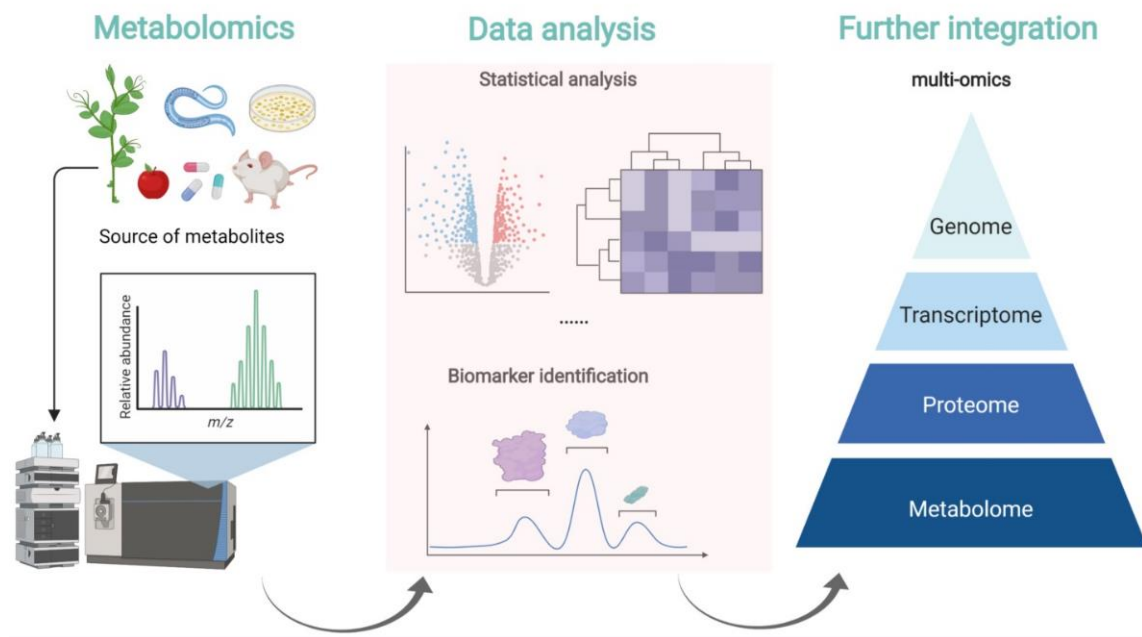 Metabolomics
Source of metabolites
Relative abundance
m/z
Data analysis
Statistical analysis
......
Biomarker identification
Further integration
multi-omics
Genome
Transcriptome
Proteome
Metabolome